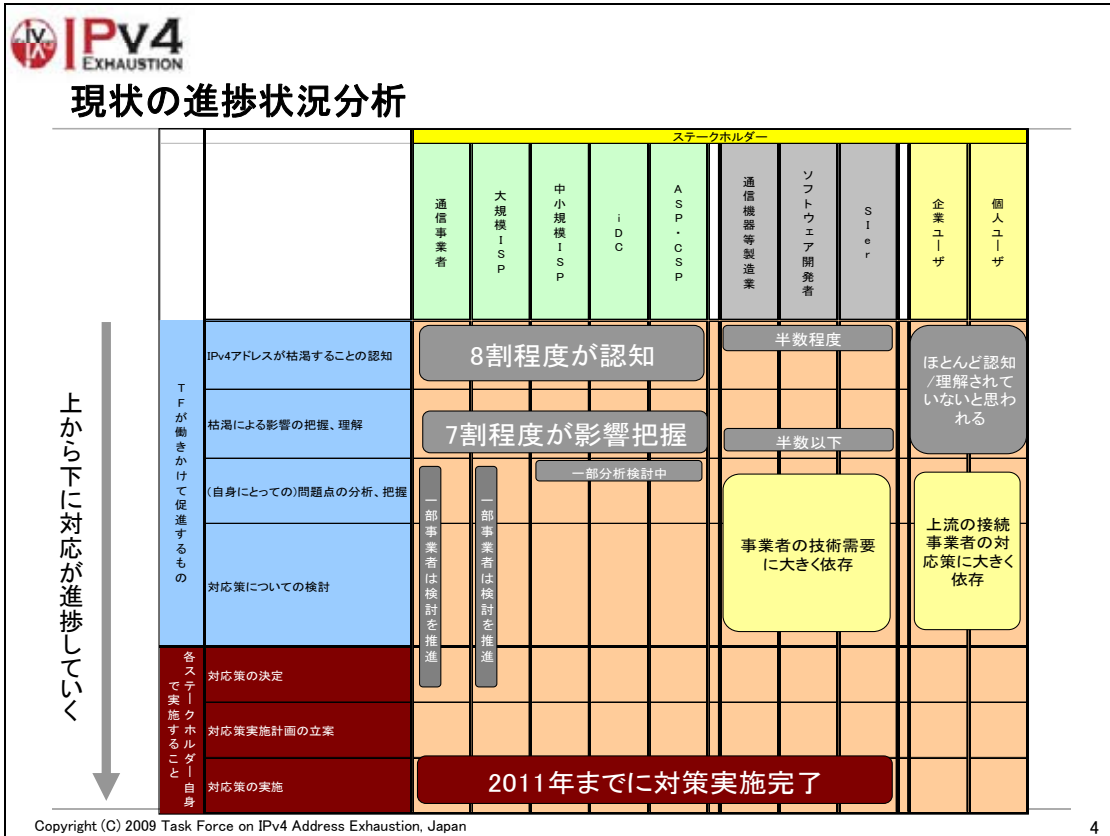 IPv4
EXHAUSTION
現状の進捗状況分析
ステークホルダー
通信事業者
大規模ISP
中小規模ISP
iDC
ASP・CSP
通信機器等製造業
ソフトウェア開発者
SIer
企業ユーザ
個人ユーザ
上から下に対応が進捗していく
TFが働きかけて促進するもの
IPv4アドレスが枯渇することの認知
8割程度が認知
半数程度
ほとんど認知
/理解されて
いないと思わ
れる
枯渇による影響の把握、理解
7割程度が影響把握
半数以下
(自身にとっての)問題点の分析、把握
一部分析検討中
一部事業者は検討を推進
一部事業者は検討を推進
事業者の技術需要
に大きく依存
上流の接続
事業者の対
応策に大きく
依存
対応策についての検討
各ステークホルダー自身
で実施すること
対応策の決定
対応策実施計画の立案
対応策の実施
2011年までに対策実施完了
Copyright (C) 2009 Task Force on IPv4 Address Exhaustion, Japan
4